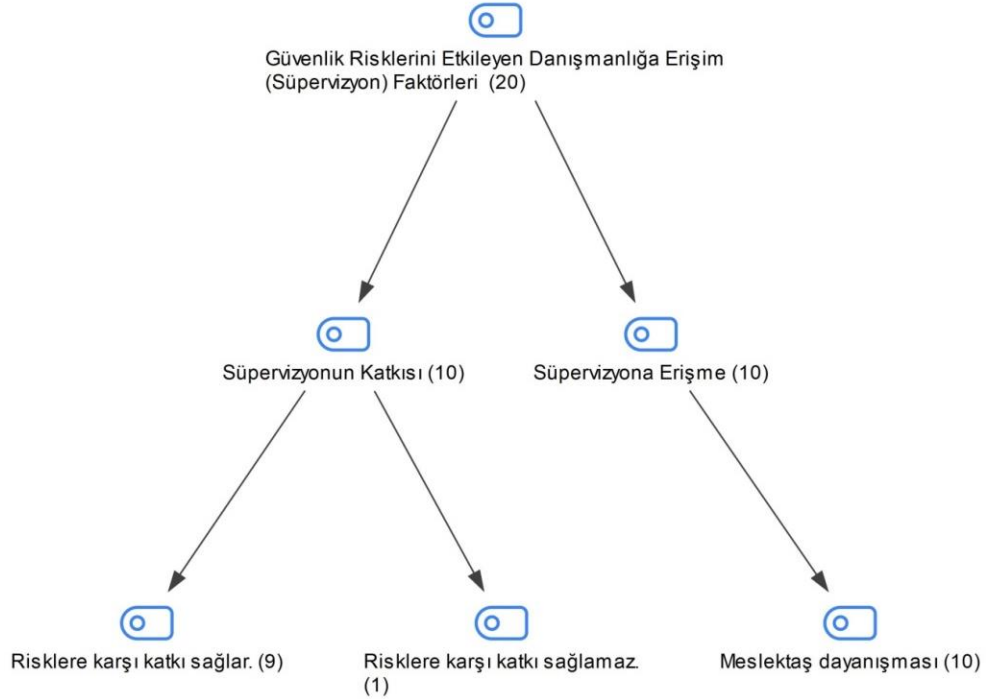 Güvenlik Risklerini Etkileyen Danışmanlığa Erişim
(Süpervizyon) Faktörleri (20)
Süpervizyonun Katkısı (10)
Süpervizyona Erişme (10)
Risklere karşı katkı sağlar. (9)
Risklere karşı katkı sağlamaz.
(1)
Meslektaş dayanışması (10)